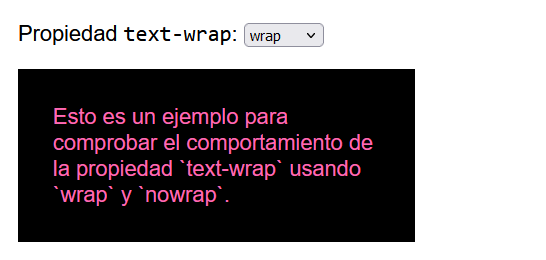 Propiedad text-wrap: wrap
Esto es un ejemplo para
comprobar el comportamiento de
la propiedad `text-wrap` usando
`wrap` y `nowrap`.